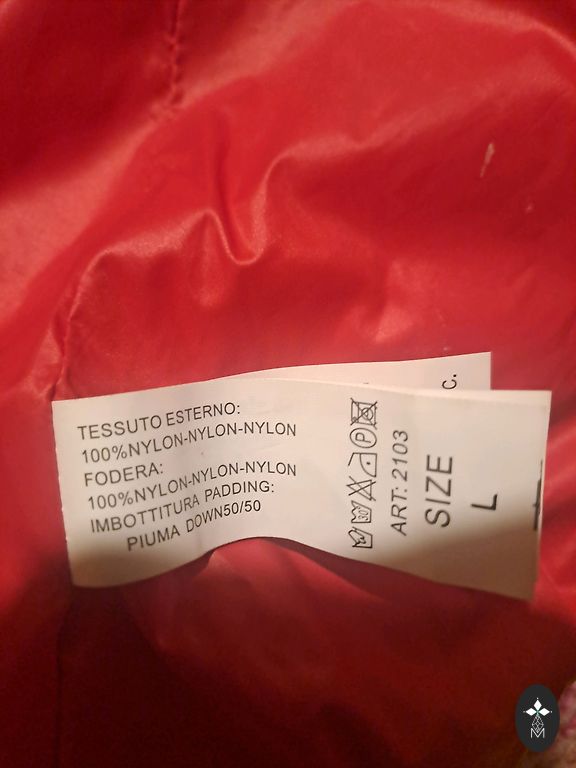 TESSUTO ESTERNO:
100%NYLON-NYLON-NYLON
FODERA:
100%NYLON-NYLON-NYLON
IMBOTTITURA PADDING:
PIUMA DOWN50/50
ART: 2103
SIZE
L
C.
M